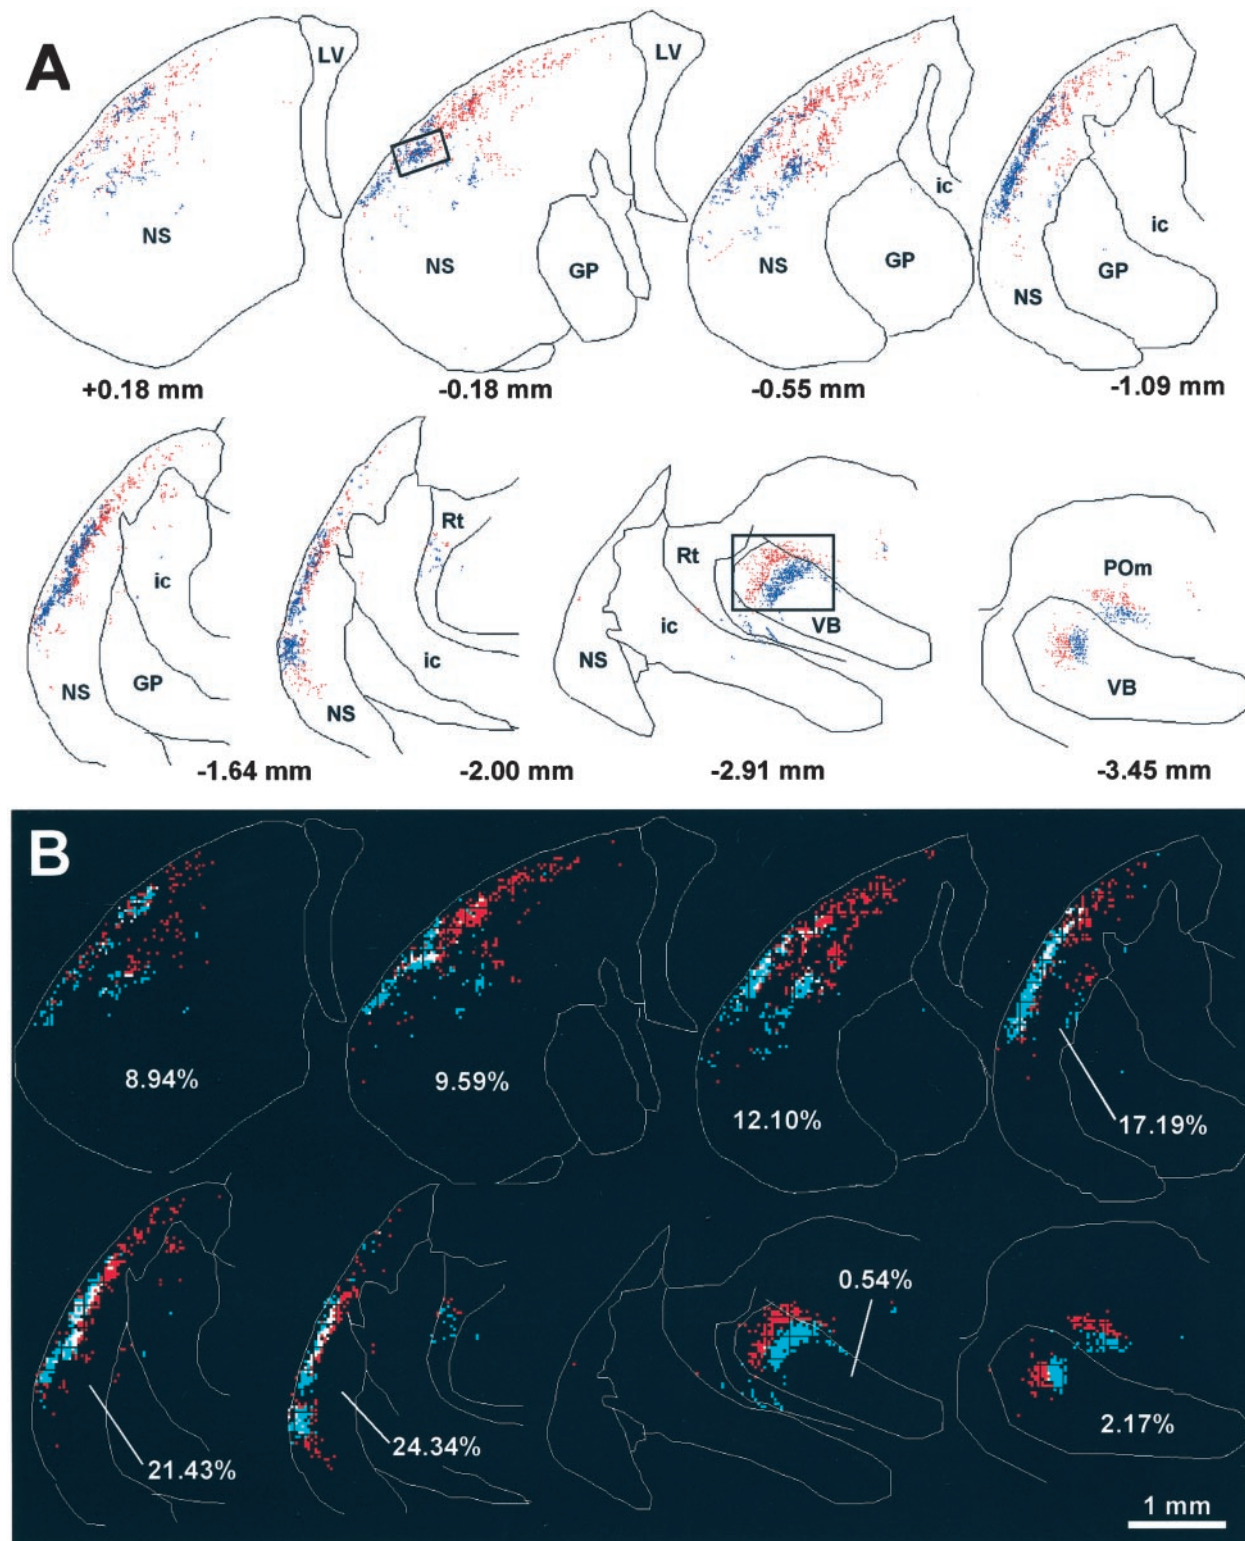 A
LV
LV
NS
NS
GP
NS
GP
ic
NS
GP
ic
+0.18 mm
-0.18 mm
-0.55 mm
-1.09 mm
NS
GP
ic
NS
Rt
ic
NS
ic
Rt
VB
POm
VB
-1.64 mm
-2.00 mm
-2.91 mm
-3.45 mm
B
8.94%
9.59%
12.10%
17.19%
21.43%
24.34%
0.54%
2.17%
1 mm